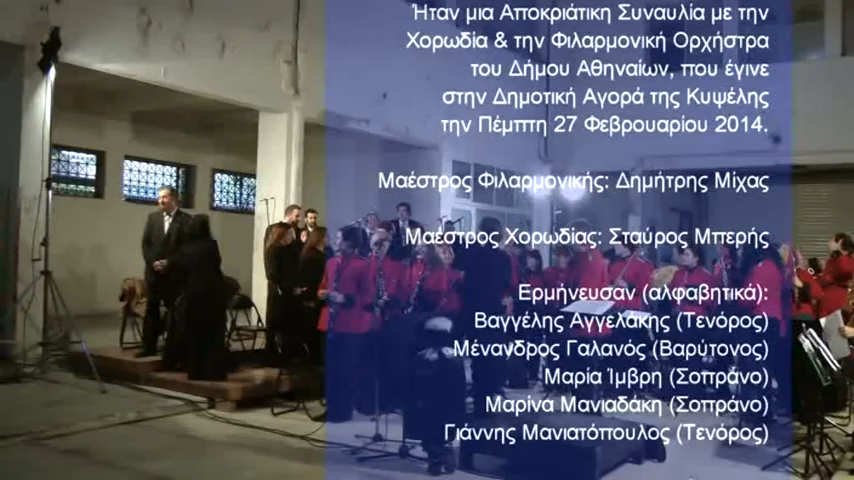 Ήταν μια Αποκριάτικη Συναυλία με την
Χορωδία & την Φιλαρμονική Ορχήστρα
του Δήμου Αθηναίων, που έγινε
στην Δημοτική Αγορά της Κυψέλης
την Πέμπτη 27 Φεβρουαρίου 2014.
Μαέστρος Φιλαρμονικής: Δημήτρης Μίχας
Μαέστρος Χορωδίας: Σταύρος Μπερής
Ερμήνευσαν (αλφαβητικά):
Βαγγέλης Αγγελάκης (Τενόρος)
Μένανδρος Γαλανός (Βαρύτονος)
Μαρία Ίμβρη (Σοπράνο)
Μαρίνα Μανιαδάκη (Σοπράνο)
Γιάννης Μανιατόπουλος (Τενόρος)